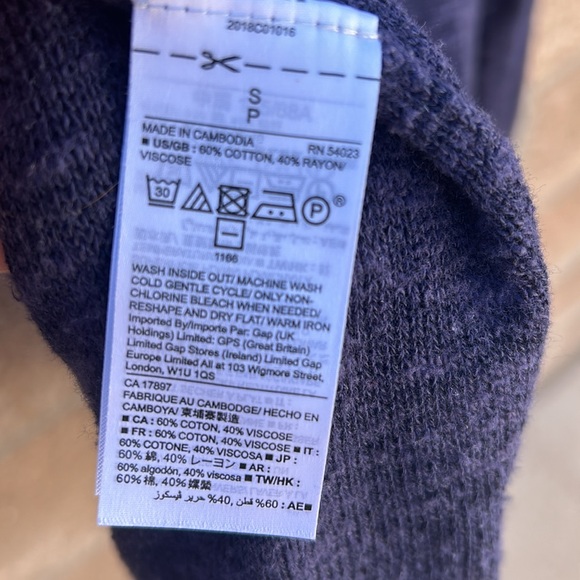 2018C01016
S
P
MADE IN CAMBODIA RN 54023
■ US/GB : 60% COTTON, 40% RAYON/
VISCOSE
30 P ®
1166
WASH INSIDE OUT/ MACHINE WASH
COLD GENTLE CYCLE/ ONLY NON-
CHLORINE BLEACH WHEN NEEDED/
RESHAPE AND DRY FLAT/ WARM IRON
Imported By/Importe Par: Gap (UK
Holdings) Limited: GPS (Great Britain)
Limited Gap Stores (Ireland) Limited Gap
Europe Limited All at 103 Wigmore Street,
London, W1U 1QS
CA 17897
FABRIQUE AU CAMBODGE/ HECHO EN
CAMBOYA/ 柬埔寨製造
■ CA : 60% COTON, 40% VISCOSE
■ FR : 60% COTON, 40% VISCOSE ■ IT :
60% COTONE, 40% VISCOSA ■ JP :
60% 綿, 40% レーヨン ■ AR :
60% algodón, 40% viscosa ■ TW/HK :
60% 棉, 40% 嫘縈
■ AE : 60% قطن, 40% حرير فيسكوز